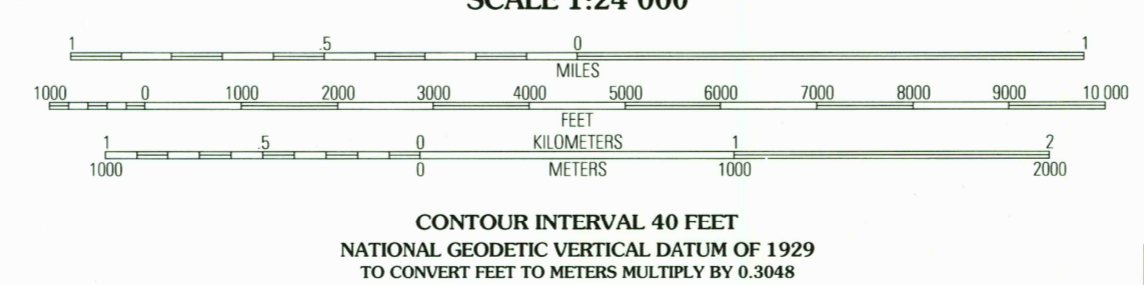 SCALE 1:24 000
1 .5 0 1
MILES
1000 0 1000 2000 3000 4000 5000 6000 7000 8000 9000 10 000
FEET
1 .5 0 KILOMETERS 1 2
1000 0 METERS 1000 2000
CONTOUR INTERVAL 40 FEET
NATIONAL GEODETIC VERTICAL DATUM OF 1929
TO CONVERT FEET TO METERS MULTIPLY BY 0.3048